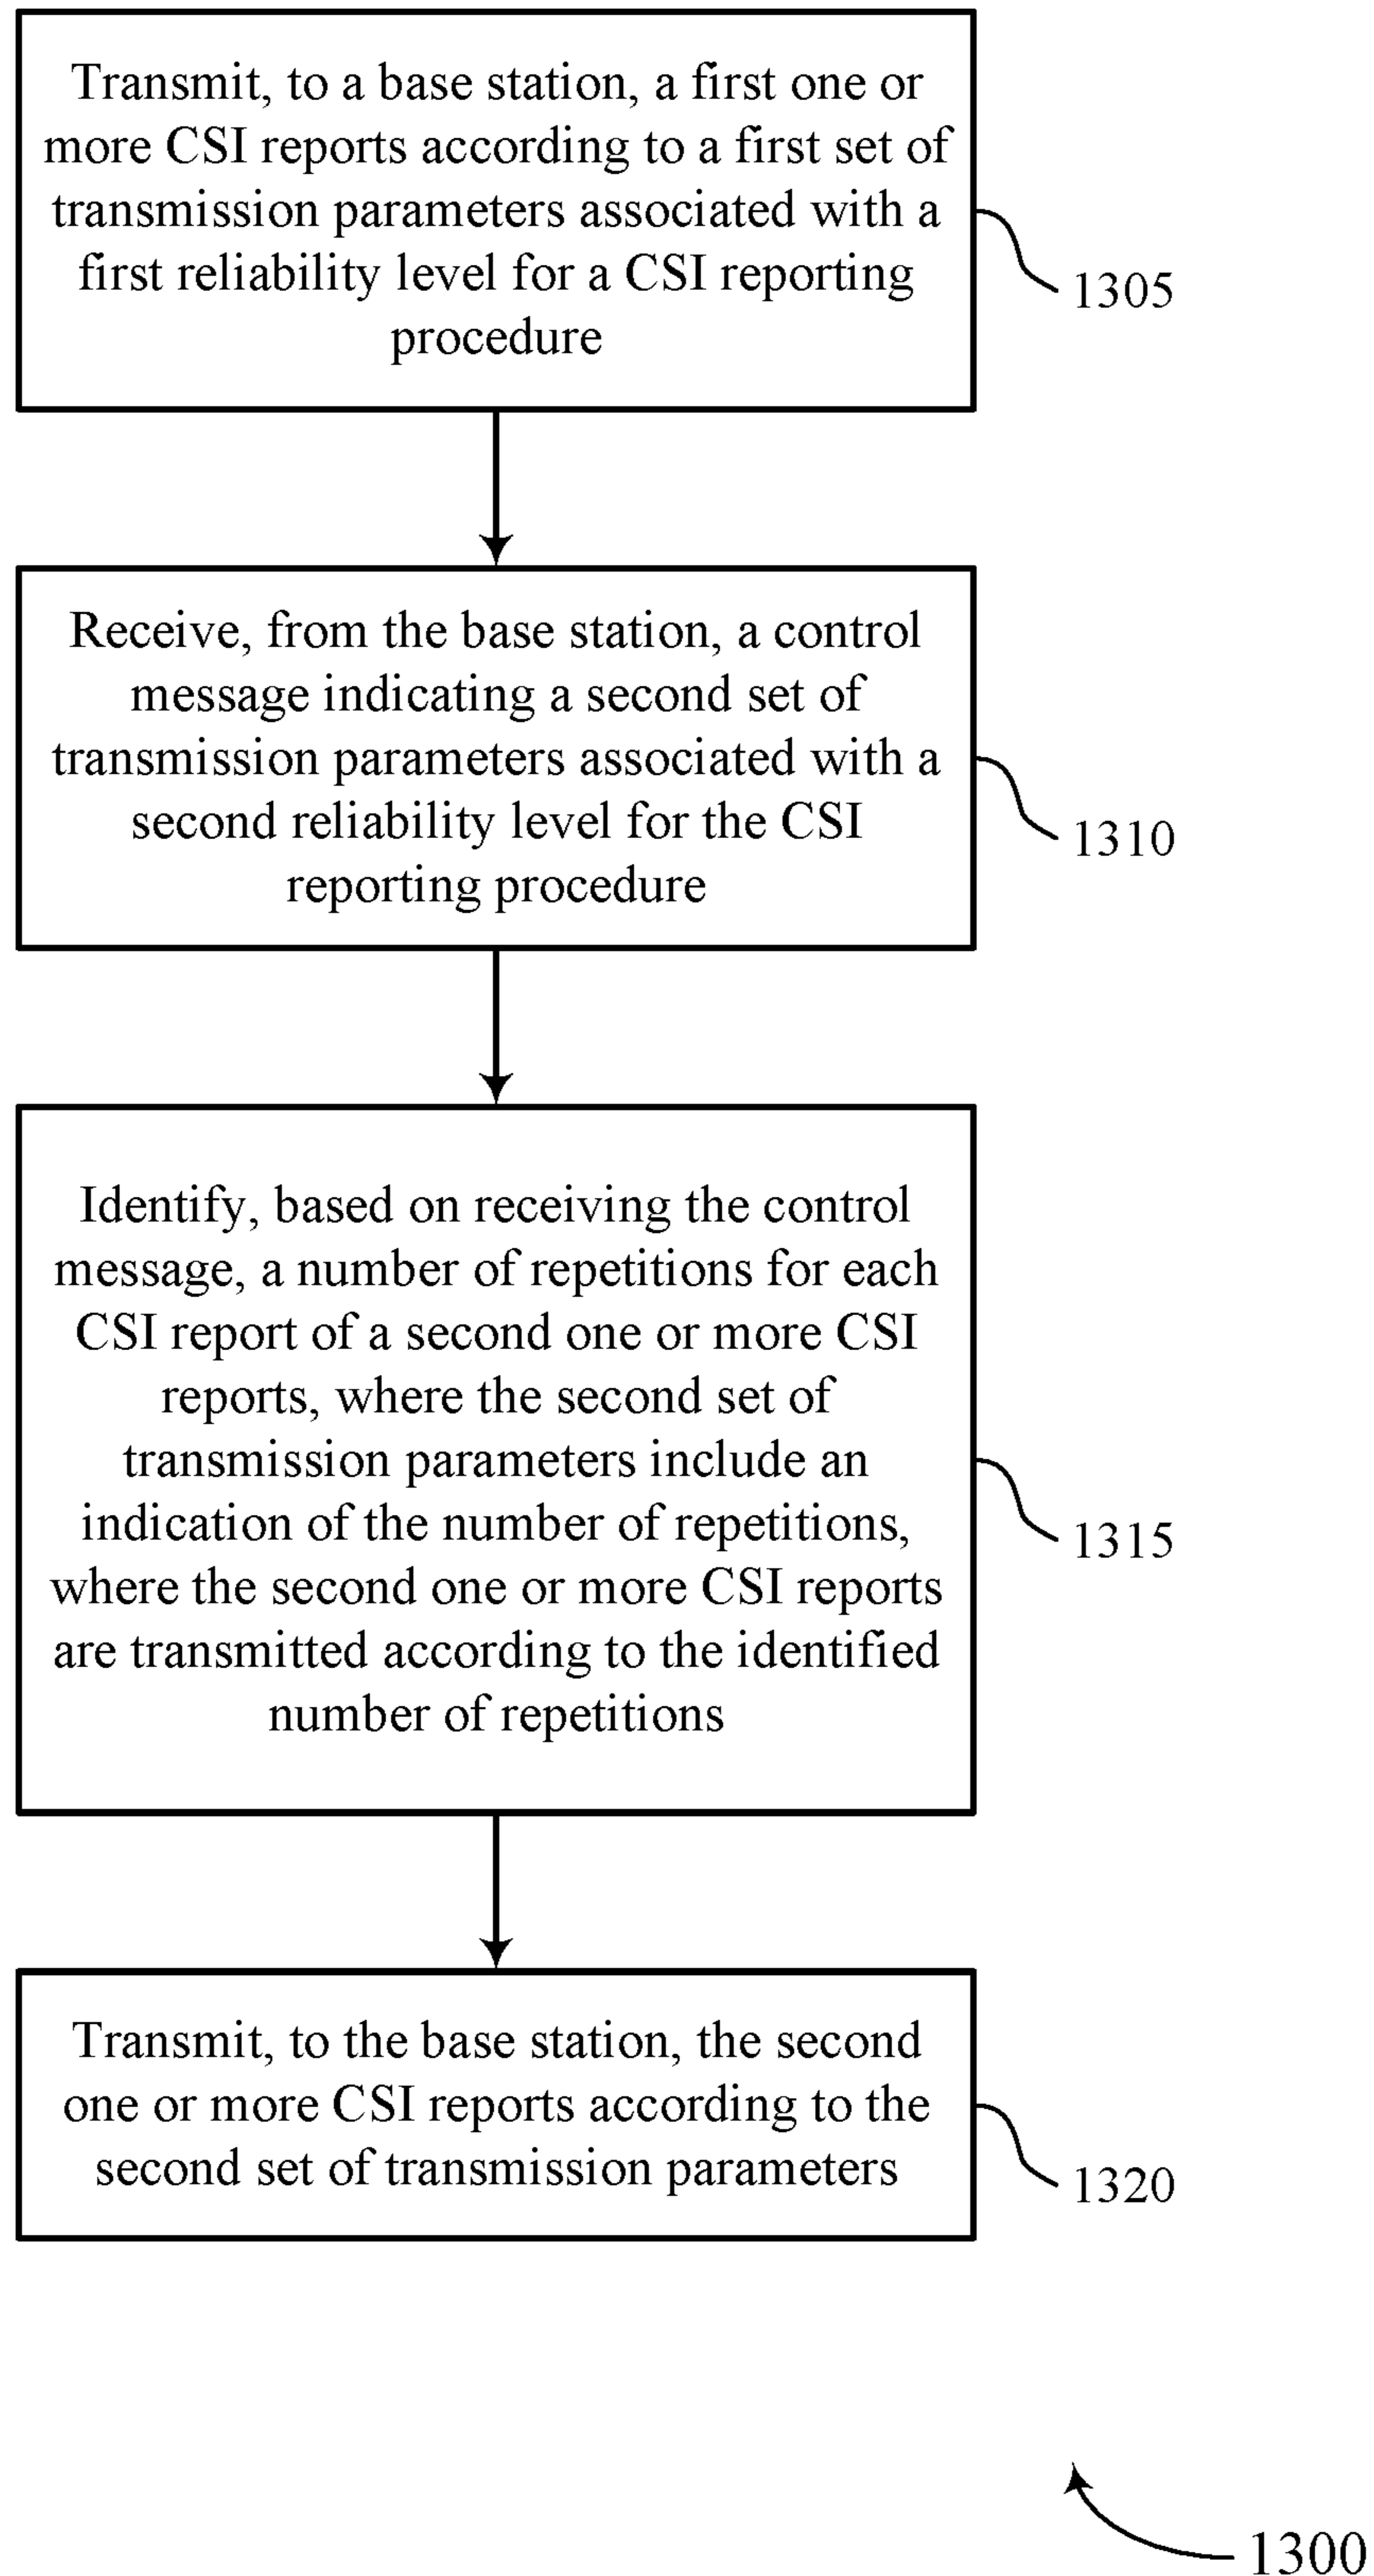 Transmit, to a base station, a first one or
more CSI reports according to a first set of
transmission parameters associated with a
first reliability level for a CSI reporting
procedure
1305
Receive, from the base station, a control
message indicating a second set of
transmission parameters associated with a
second reliability level for the CSI
reporting procedure
1310
Identify, based on receiving the control
message, a number of repetitions for each
CSI report of a second one or more CSI
reports, where the second set of
transmission parameters include an
indication of the number of repetitions,
where the second one or more CSI reports
are transmitted according to the identified
number of repetitions
1315
Transmit, to the base station, the second
one or more CSI reports according to the
second set of transmission parameters
1320
1300